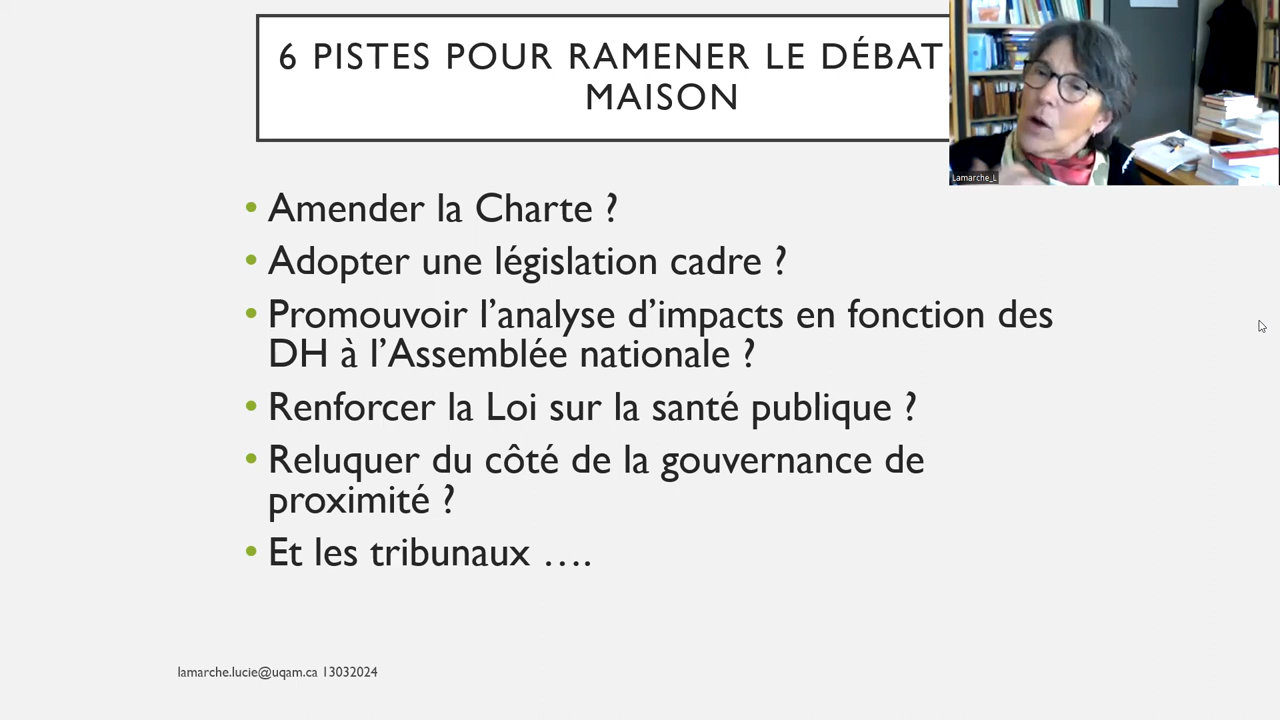 6 PISTES POUR RAMENER LE DÉBAT
MAISON
Lamarche_L
• Amender la Charte ?
• Adopter une législation cadre ?
• Promouvoir l’analyse d’impacts en fonction des
DH à l’Assemblée nationale ?
• Renforcer la Loi sur la santé publique ?
• Reluquer du côté de la gouvernance de
proximité ?
• Et les tribunaux ….
lamarche.lucie@uqam.ca 13032024